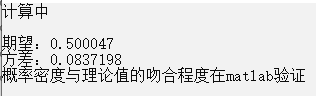 计算中
期望：0.500047
方差：0.0837198
概率密度与理论值的吻合程度在matlab验证